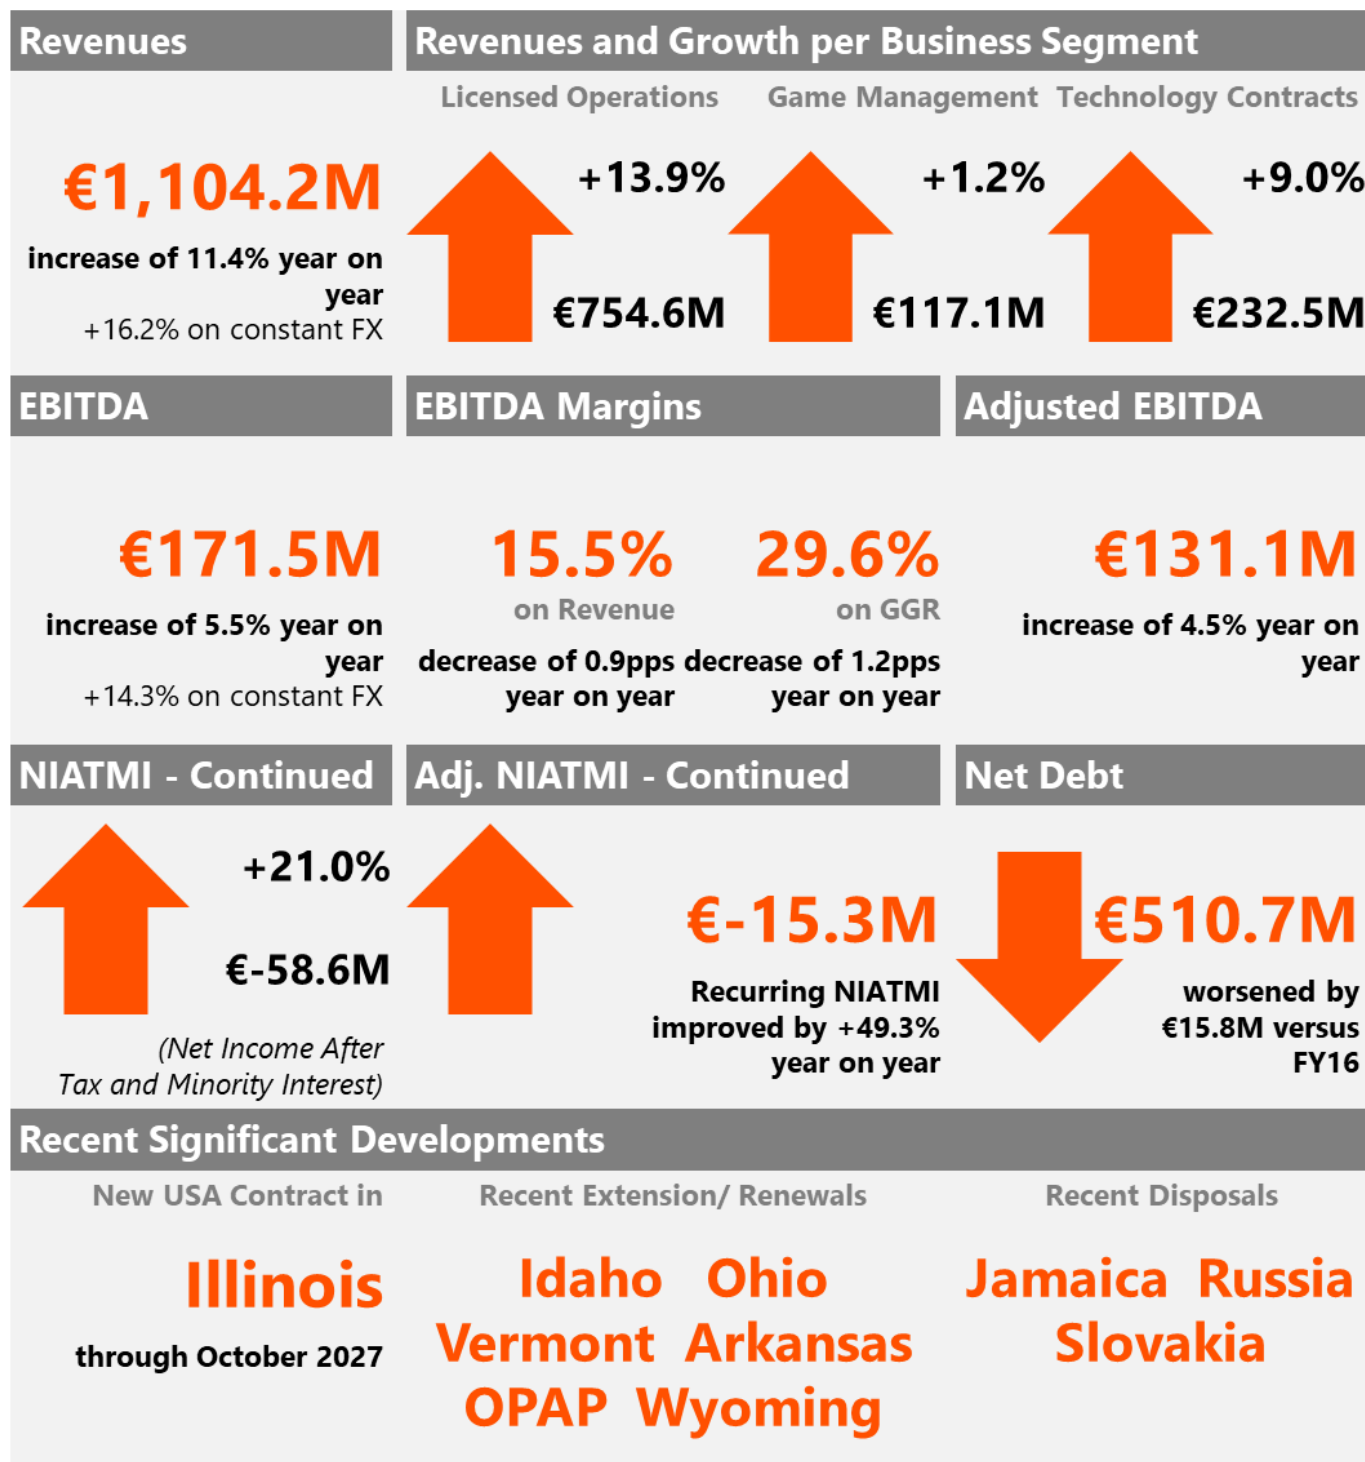 Revenues
€1,104.2M
increase of 11.4% year on
year
+16.2% on constant FX
Revenues and Growth per Business Segment
Licensed Operations
+13.9%
€754.6M
Game Management
+1.2%
€117.1M
Technology Contracts
+9.0%
€232.5M
EBITDA
€171.5M
increase of 5.5% year on
year
+14.3% on constant FX
EBITDA Margins
15.5%
on Revenue
decrease of 0.9pps
year on year
29.6%
on GGR
decrease of 1.2pps
year on year
Adjusted EBITDA
€131.1M
increase of 4.5% year on
year
NIATMI - Continued
+21.0%
€-58.6M
(Net Income After
Tax and Minority Interest)
Adj. NIATMI - Continued
€-15.3M
Recurring NIATMI
improved by +49.3%
year on year
Net Debt
€510.7M
worsened by
€15.8M versus
FY16
Recent Significant Developments
New USA Contract in
Illinois
through October 2027
Recent Extension/ Renewals
Idaho Ohio
Vermont Arkansas
OPAP Wyoming
Recent Disposals
Jamaica Russia
Slovakia